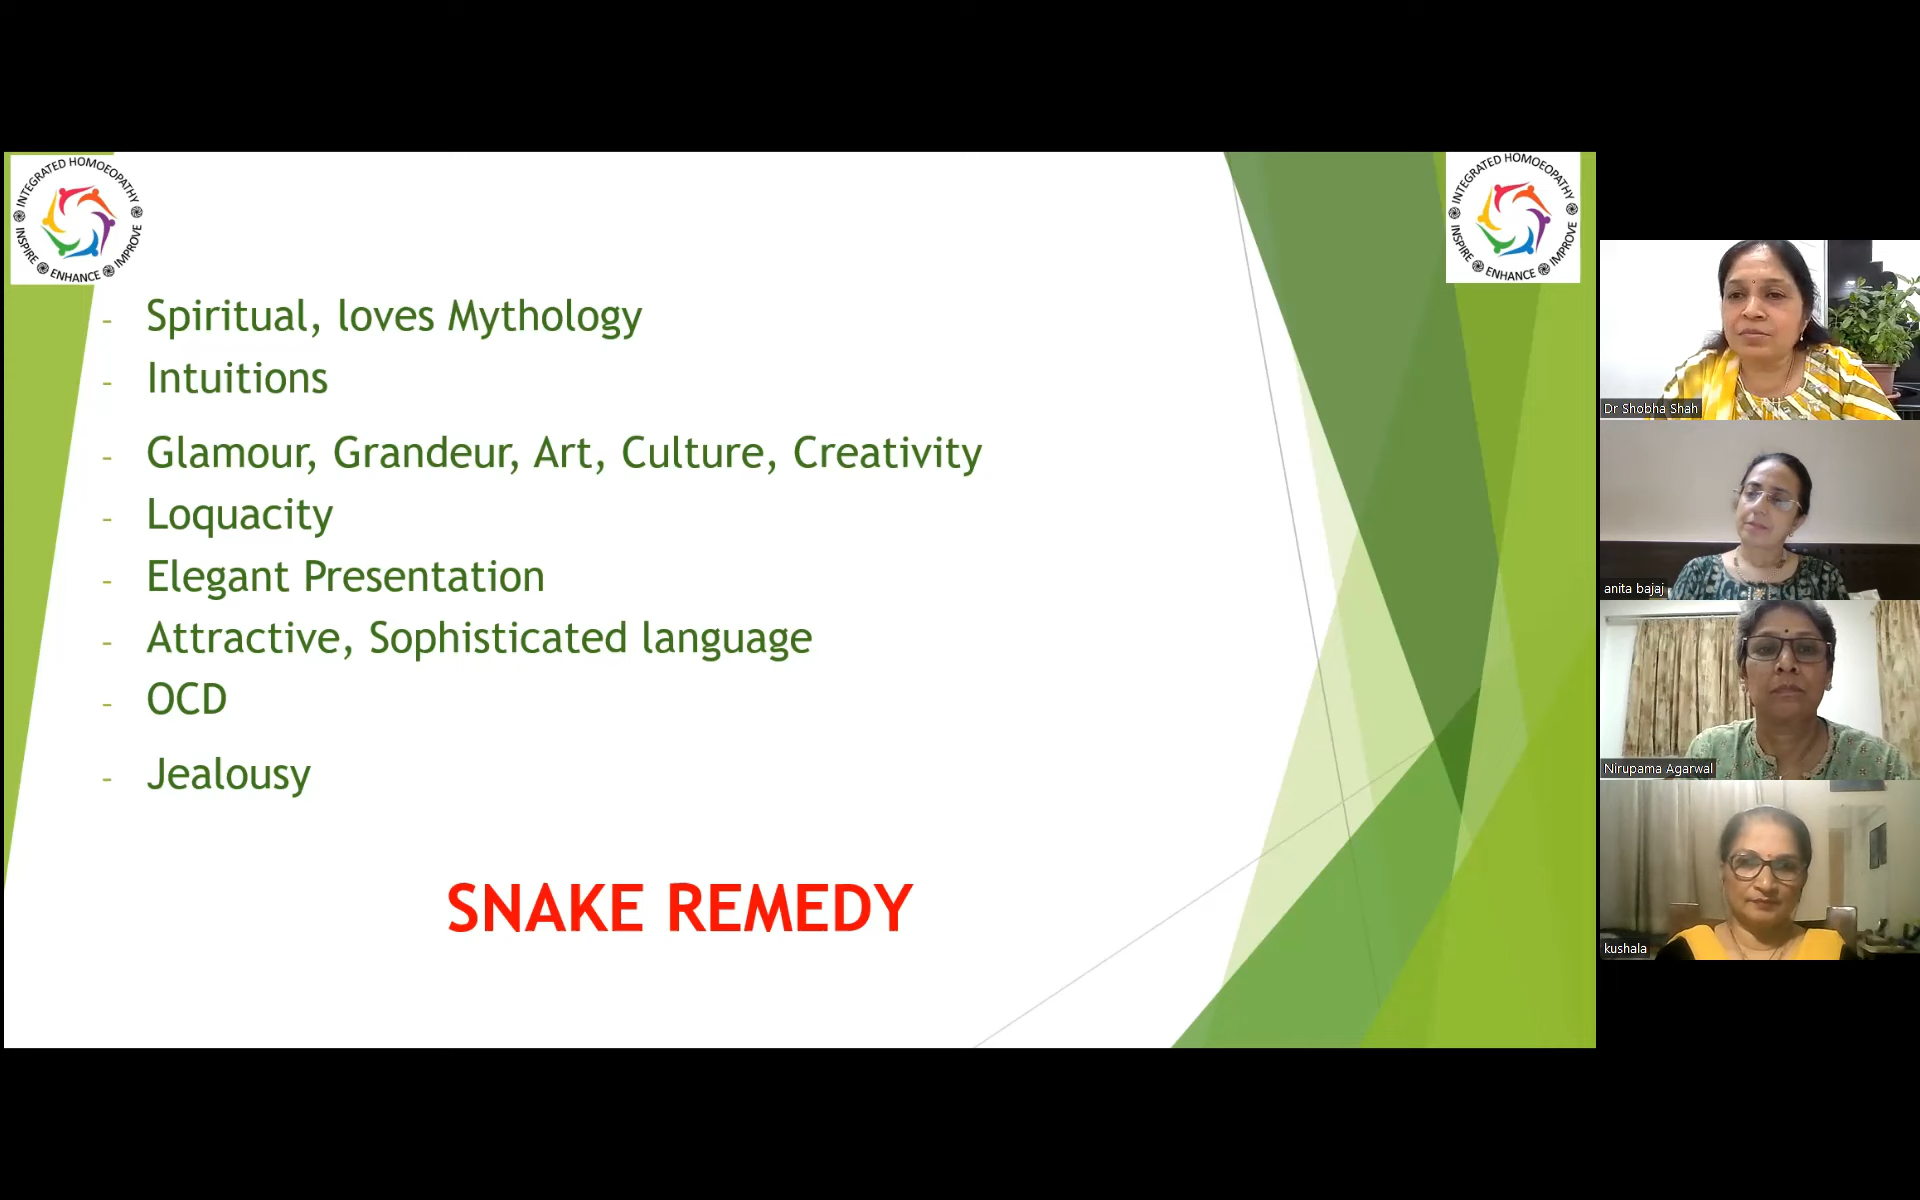 INTEGRATED HOMOEOPATHY
INSPIRE ENHANCE IMPROVE
INTEGRATED HOMOEOPATHY
INSPIRE ENHANCE IMPROVE
- Spiritual, loves Mythology
- Intuitions
- Glamour, Grandeur, Art, Culture, Creativity
- Loquacity
- Elegant Presentation
- Attractive, Sophisticated language
- OCD
- Jealousy
SNAKE REMEDY
Dr Shobha Shah
anita bajaj
Nirupama Agarwal
kushala